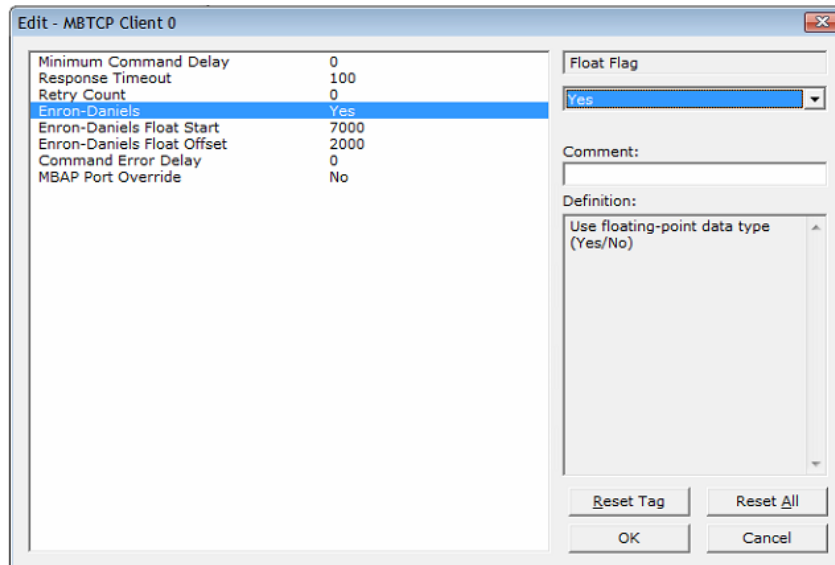 Edit - MBTCP Client 0
Minimum Command Delay 0
Response Timeout 100
Retry Count 0
Enron-Daniels Yes
Enron-Daniels Float Start 7000
Enron-Daniels Float Offset 2000
Command Error Delay 0
MBAP Port Override No
Float Flag
Yes
Comment:
Definition:
Use floating-point data type
(Yes/No)
Reset Tag Reset All
OK Cancel